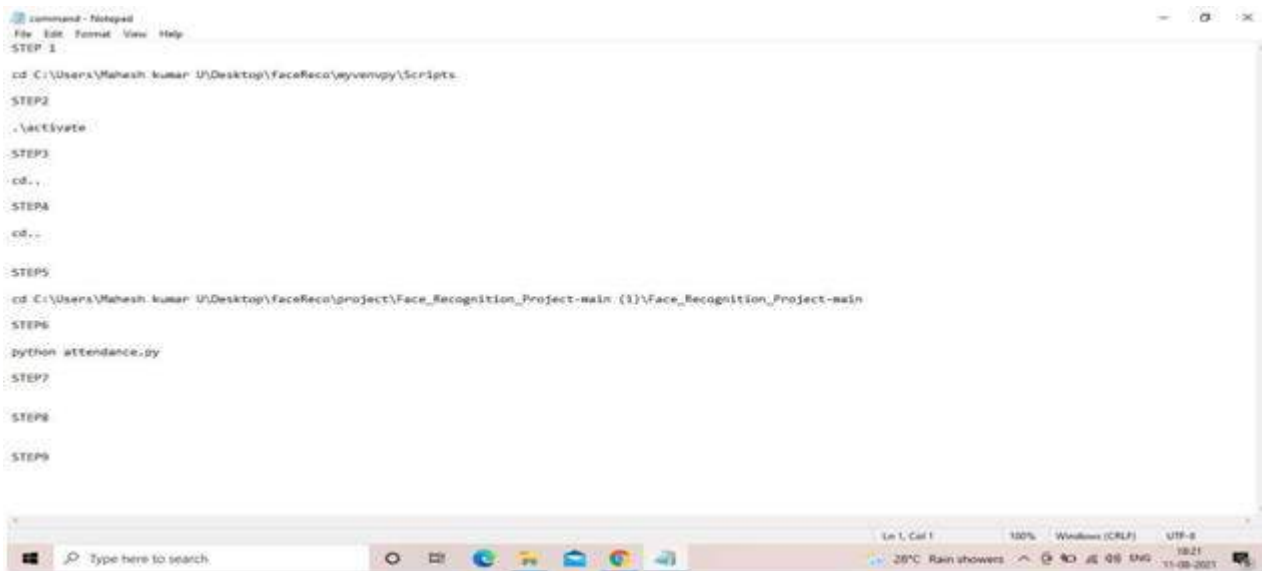 command - Notepad
File Edit Format View Help
STEP 1
cd C:\Users\Mahesh kumar U\Desktop\faceReco\myvenvpy\Scripts
STEP2
.\activate
STEP3
cd..
STEP4
cd..
STEP5
cd C:\Users\Mahesh kumar U\Desktop\faceReco\project\Face_Recognition_Project-main (1)\Face_Recognition_Project-main
STEP6
python attendance.py
STEP7
STEP8
STEP9
Ln 1, Col 1 100% Windows (CRLF) UTF-8
Type here to search
28°C Rain showers ENG
18:21
11-08-2021